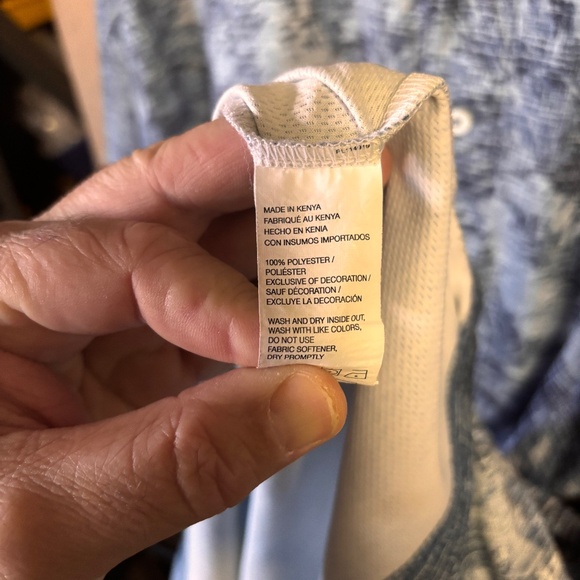 MADE IN KENYA
FABRIQUÉ AU KENYA
HECHO EN KENIA
CON INSUMOS IMPORTADOS
100% POLYESTER /
POLIÉSTER
EXCLUSIVE OF DECORATION /
SAUF DÉCORATION /
EXCLUYE LA DECORACIÓN
WASH AND DRY INSIDE OUT,
WASH WITH LIKE COLORS,
DO NOT USE
FABRIC SOFTENER,
DRY PROMPTLY